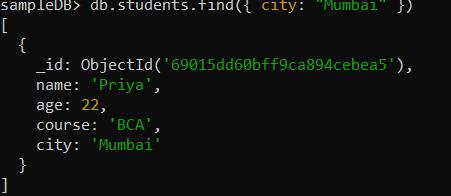 sampleDB> db.students.find({ city: "Mumbai" })
[
  {
    _id: ObjectId('69015dd60bff9ca894cebea5'),
    name: 'Priya',
    age: 22,
    course: 'BCA',
    city: 'Mumbai'
  }
]